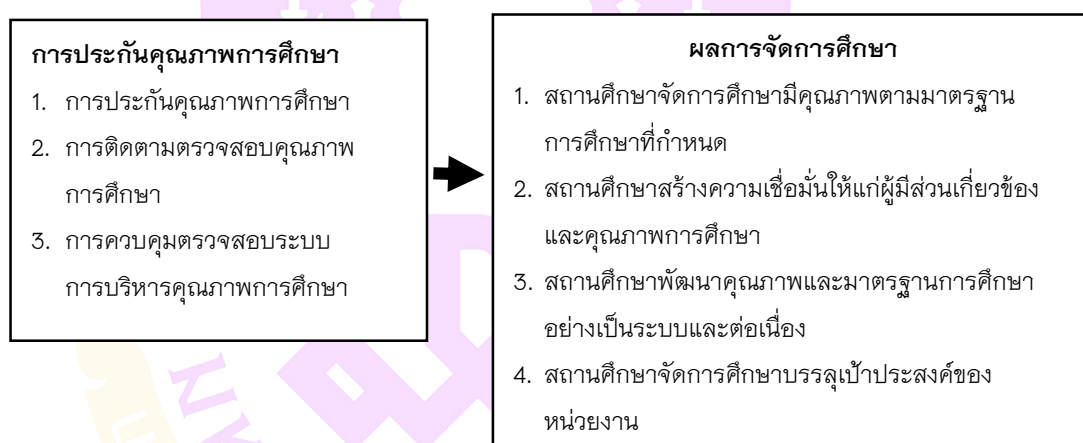 การประกันคุณภาพการศึกษา
1. การประกันคุณภาพการศึกษา
2. การติดตามตรวจสอบคุณภาพ
การศึกษา
3. การควบคุมตรวจสอบระบบ
การบริหารคุณภาพการศึกษา
ผลการจัดการศึกษา
1. สถานศึกษาจัดการศึกษามีคุณภาพตามมาตรฐาน
การศึกษาที่กำหนด
2. สถานศึกษาสร้างความเชื่อมั่นให้แก่ผู้มีส่วนเกี่ยวข้อง
และคุณภาพการศึกษา
3. สถานศึกษาพัฒนาคุณภาพและมาตรฐานการศึกษา
อย่างเป็นระบบและต่อเนื่อง
4. สถานศึกษาจัดการศึกษาบรรลุเป้าประสงค์ของ
หน่วยงาน